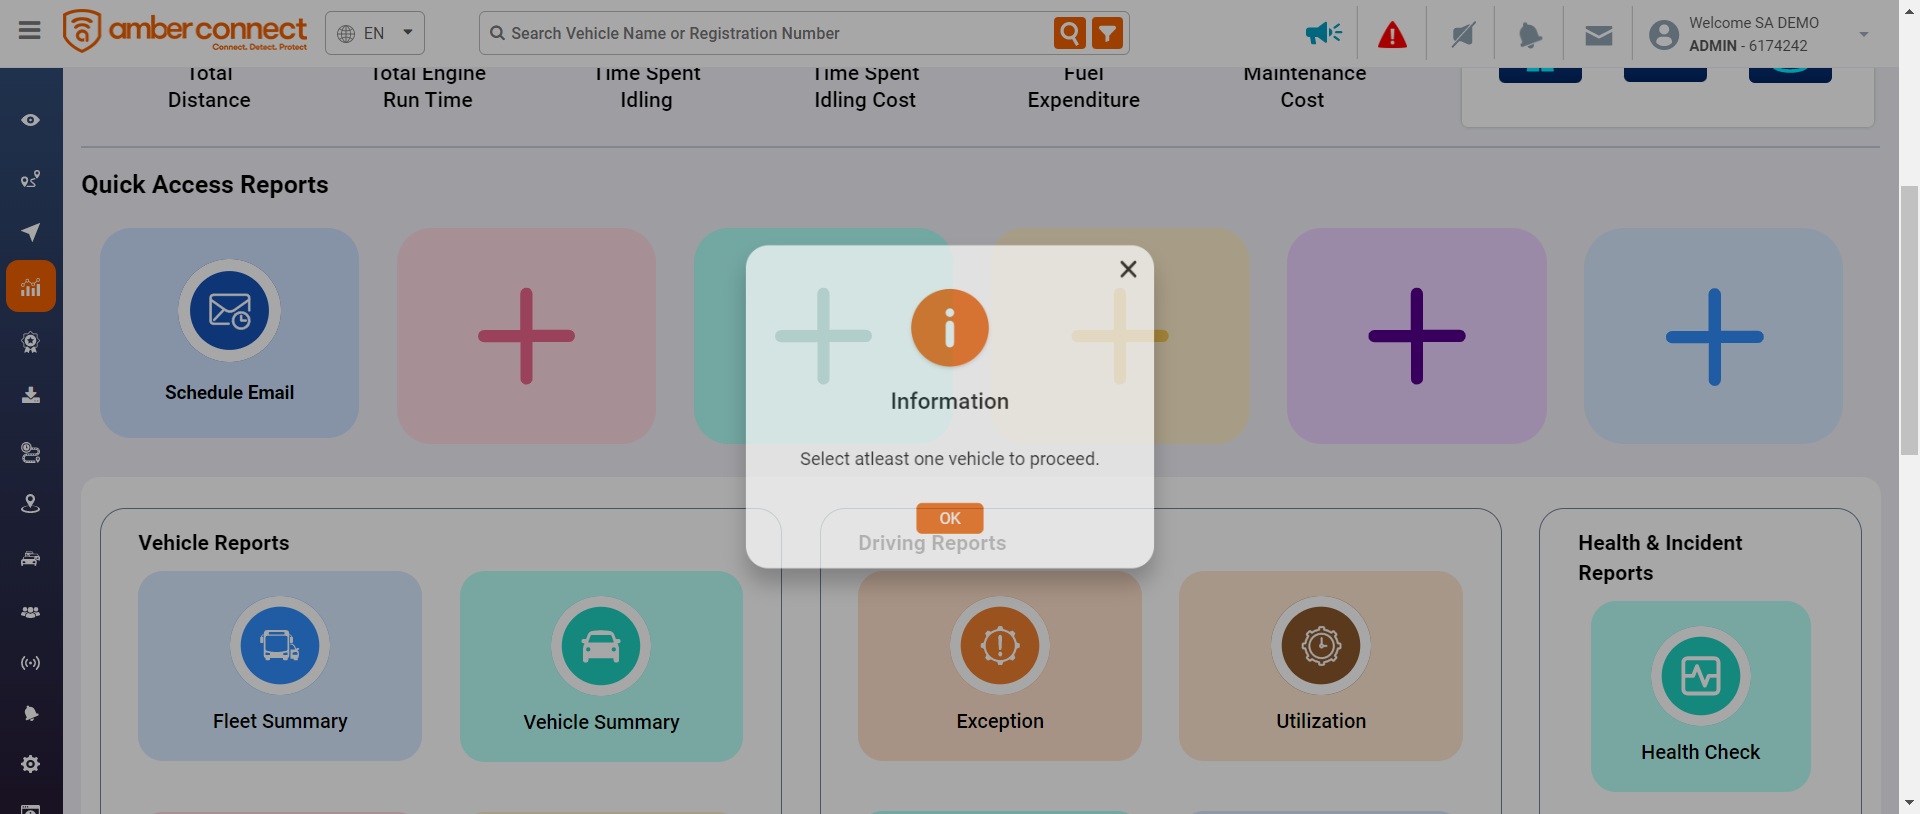 amber connect
Connect. Detect. Protect
EN
Search Vehicle Name or Registration Number
Welcome SA DEMO
ADMIN - 6174242
Total
Distance
Total Engine
Run Time
Time Spent
Idling
Time Spent
Idling Cost
Fuel
Expenditure
Maintenance
Cost
Quick Access Reports
Schedule Email
Information
Select atleast one vehicle to proceed.
OK
Vehicle Reports
Driving Reports
Health & Incident
Reports
Fleet Summary
Vehicle Summary
Exception
Utilization
Health Check